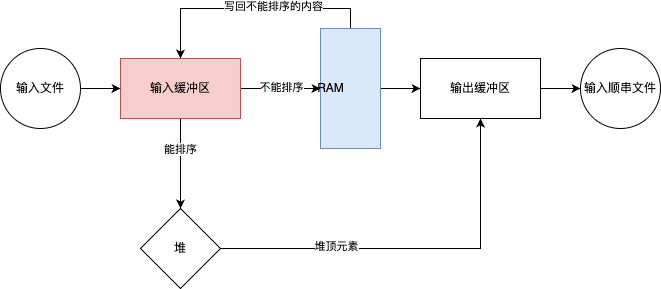 写回不能排序的内容
输入文件
输入缓冲区
不能排序
RAM
输出缓冲区
输入顺串文件
能排序
堆
堆顶元素